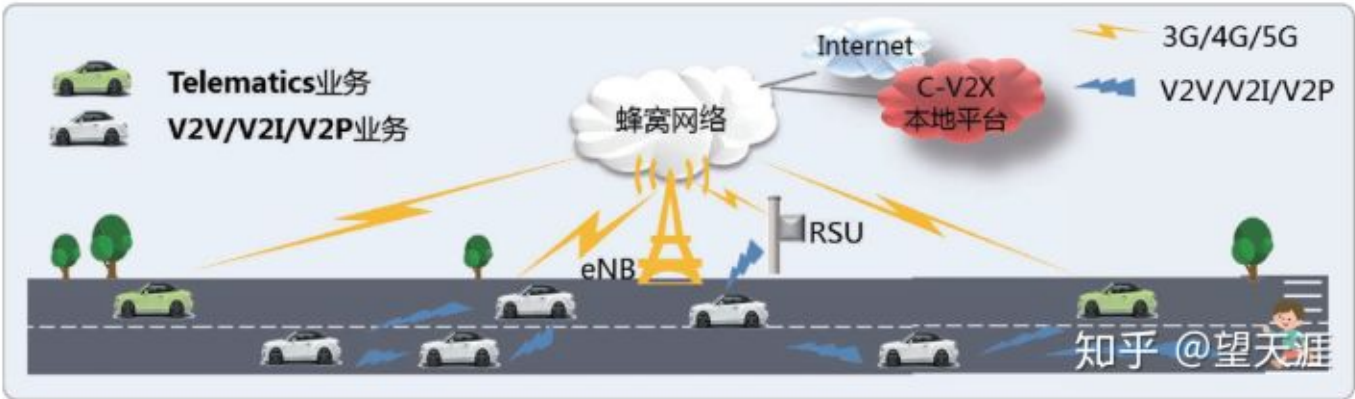 Telematics业务
V2V/V2I/V2P业务
Internet
C-V2X
本地平台
蜂窝网络
3G/4G/5G
V2V/V2I/V2P
eNB
RSU
知乎 @望天涯